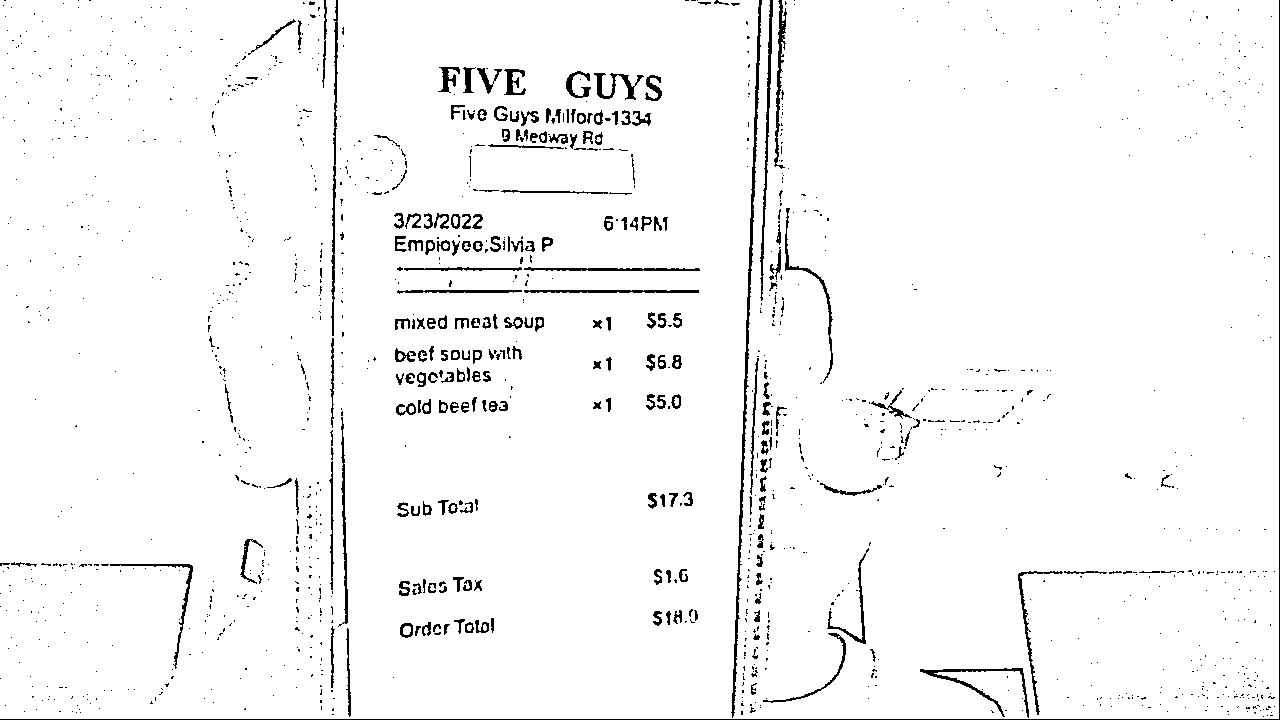 FIVE GUYS
Five Guys Milford-1334
9 Medway Rd
3/23/2022 6:14PM
Employee:Silvia P
mixed meat soup ×1 $5.5
beef soup with
vegetables ×1 $6.8
cold beef tea ×1 $5.0
Sub Total $17.3
Sales Tax $1.6
Order Total $18.9